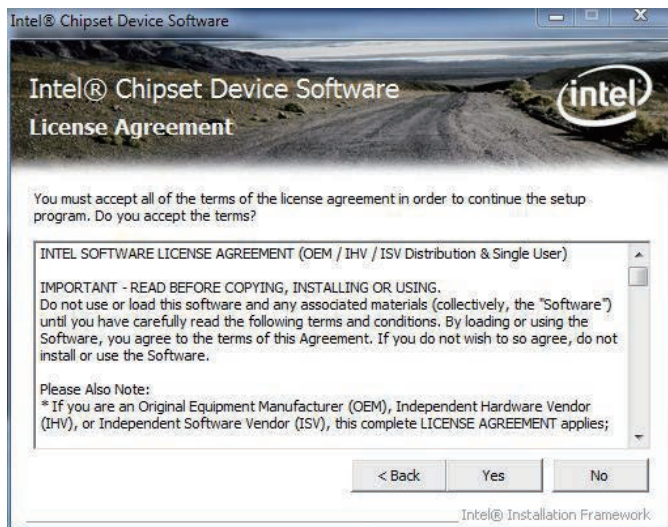 Intel® Chipset Device Software
Intel® Chipset Device Software
intel
License Agreement
You must accept all of the terms of the license agreement in order to continue the setup
program. Do you accept the terms?
INTEL SOFTWARE LICENSE AGREEMENT (OEM / IHV / ISV Distribution & Single User)
IMPORTANT - READ BEFORE COPYING, INSTALLING OR USING.
Do not use or load this software and any associated materials (collectively, the "Software")
until you have carefully read the following terms and conditions. By loading or using the
Software, you agree to the terms of this Agreement. If you do not wish to so agree, do not
install or use the Software.
Please Also Note:
* If you are an Original Equipment Manufacturer (OEM), Independent Hardware Vendor
(IHV), or Independent Software Vendor (ISV), this complete LICENSE AGREEMENT applies;
< Back Yes No
Intel® Installation Framework